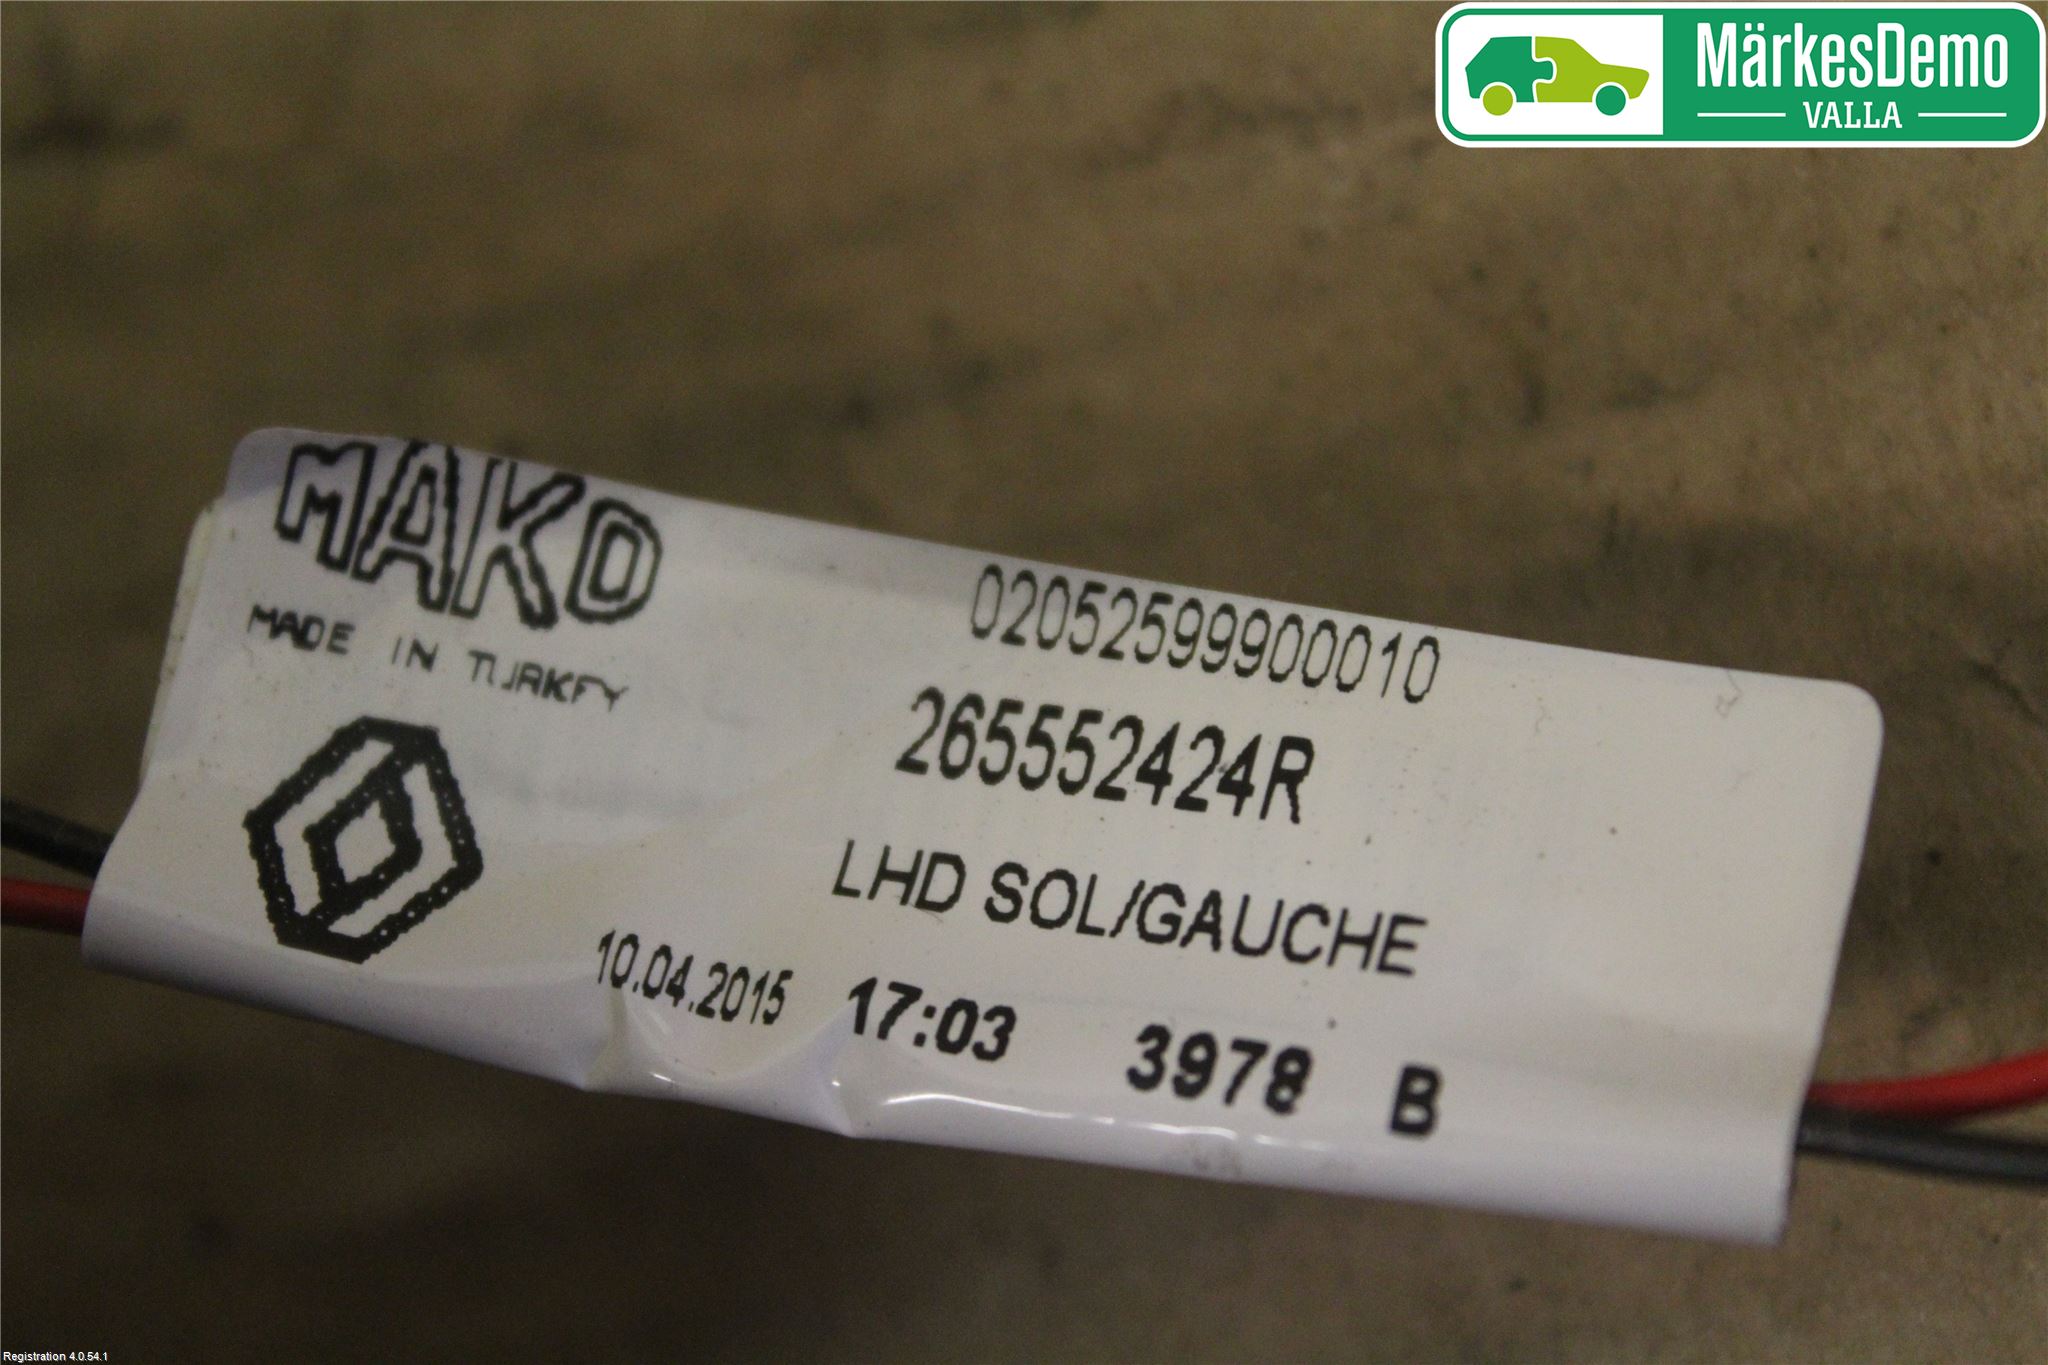 MärkesDemo
VALLA
MAKO
MADE IN TURKEY
02052599900010
265552424R
LHD SOL/GAUCHE
10.04.2015 17:03 3978 B
Registration 4.0.54.1